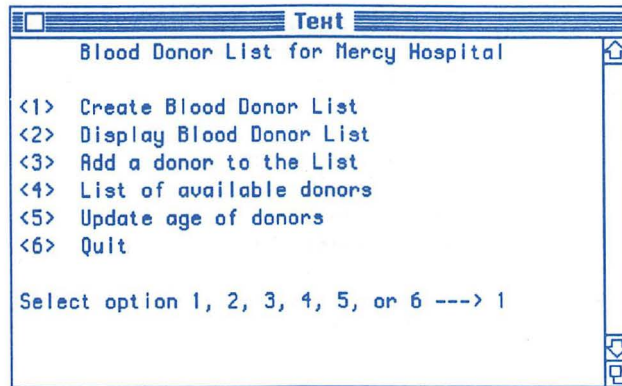 Text
Blood Donor List for Mercy Hospital
<1> Create Blood Donor List
<2> Display Blood Donor List
<3> Add a donor to the List
<4> List of available donors
<5> Update age of donors
<6> Quit
Select option 1, 2, 3, 4, 5, or 6 ---> 1